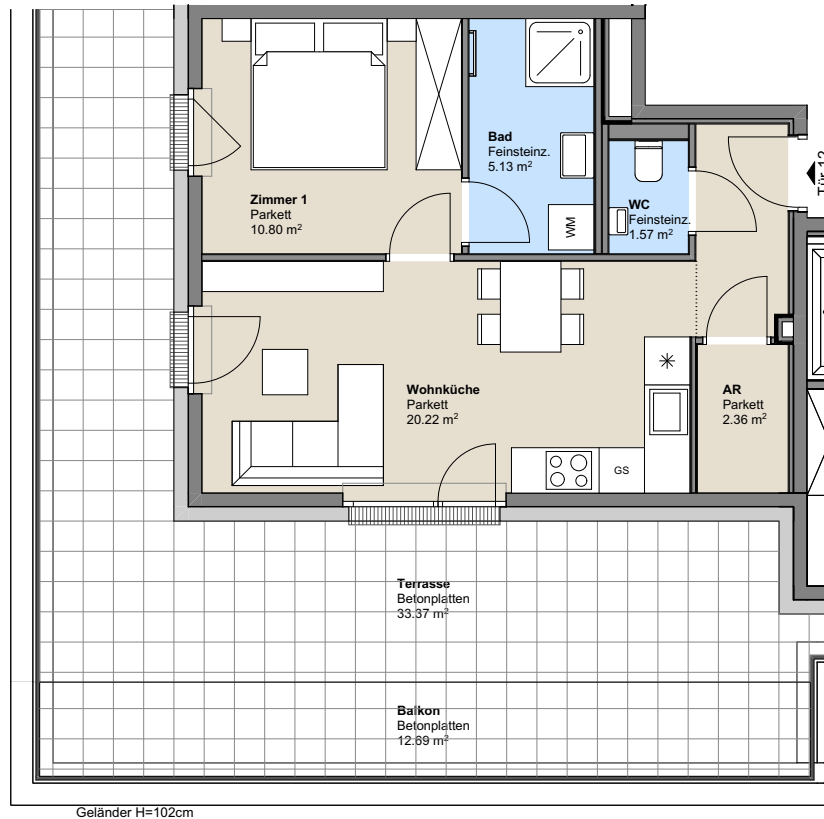 Bad
Feinsteinz.
5.13 m²
Zimmer 1
Parkett
10.80 m²
WM
WC
Feinsteinz.
1.57 m²
Tür 12
Wohnküche
Parkett
20.22 m²
AR
Parkett
2.36 m²
GS
Terrasse
Betonplatten
33.37 m²
Balkon
Betonplatten
12.69 m²
Geländer H=102cm